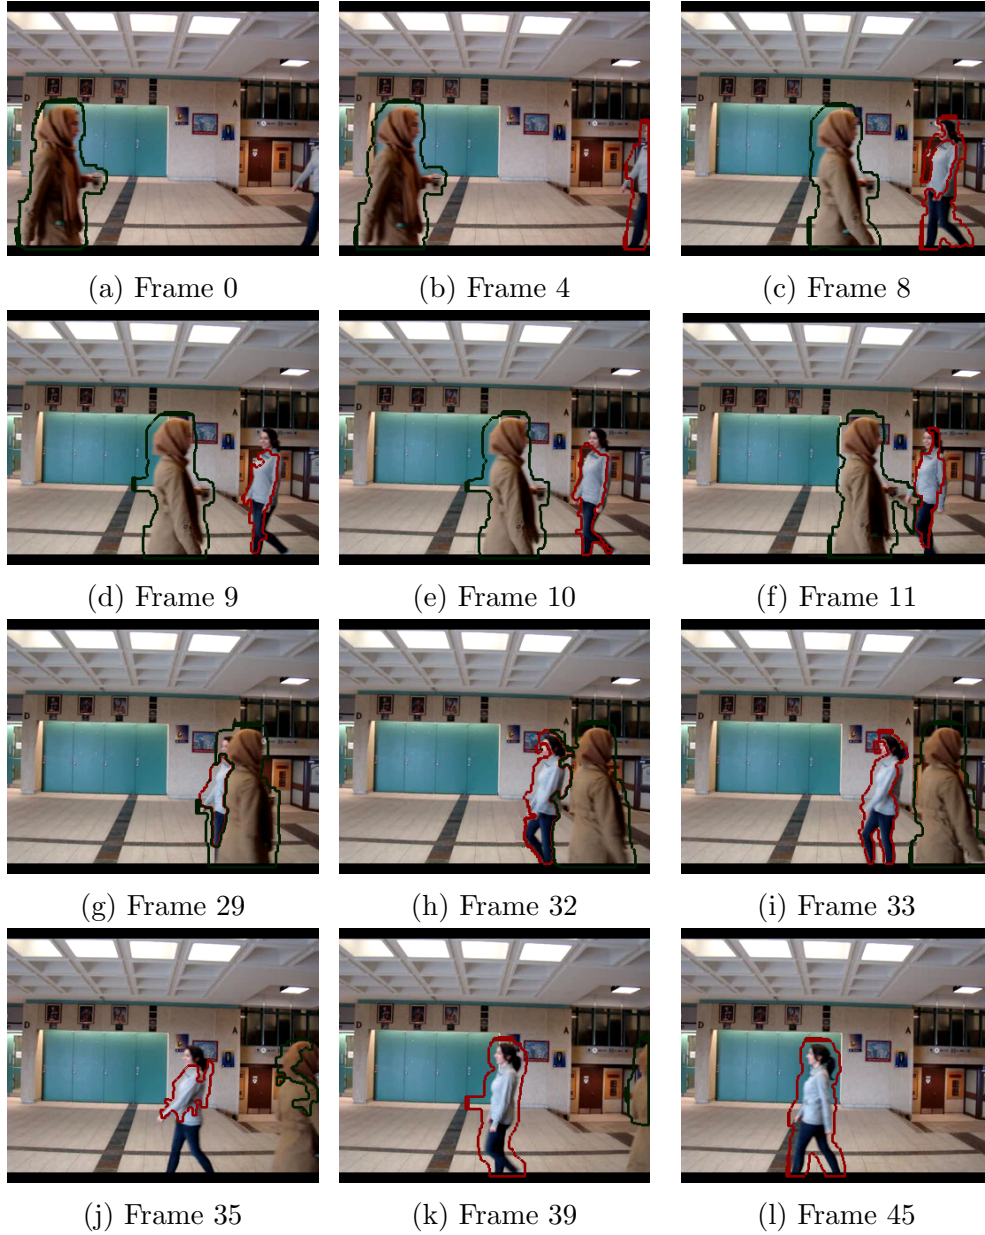 (a) Frame 0
(b) Frame 4
(c) Frame 8
(d) Frame 9
(e) Frame 10
(f) Frame 11
(g) Frame 29
(h) Frame 32
(i) Frame 33
(j) Frame 35
(k) Frame 39
(l) Frame 45